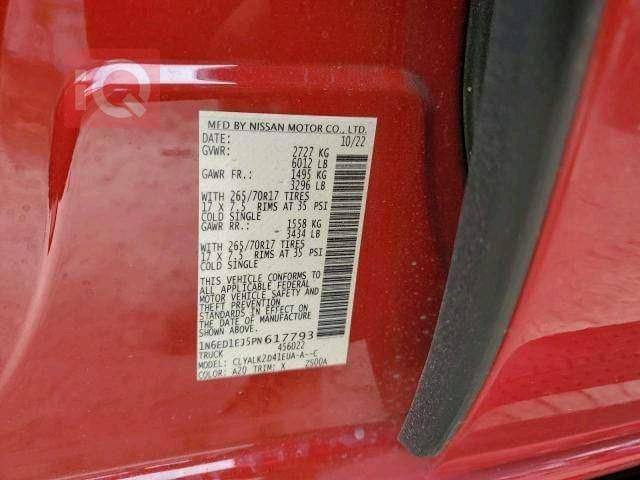 IQ
MFD BY NISSAN MOTOR CO., LTD.
DATE: 10/22
GVWR: 2727 KG
6012 LB
GAWR FR.: 1495 KG
3296 LB
WITH 265/70R17 TIRES
17 X 7.5 RIMS AT 35 PSI
COLD SINGLE
GAWR RR.: 1558 KG
3434 LB
WITH 265/70R17 TIRES
17 X 7.5 RIMS AT 35 PSI
COLD SINGLE
THIS VEHICLE CONFORMS TO
ALL APPLICABLE FEDERAL
MOTOR VEHICLE SAFETY AND
THEFT PREVENTION
STANDARDS IN EFFECT ON
THE DATE OF MANUFACTURE
SHOWN ABOVE.
1N6ED1EJ5PN617793
TRUCK 456022
MODEL: CLYALKZD41EUA-A--C
COLOR: A20 TRIM: X 2500A